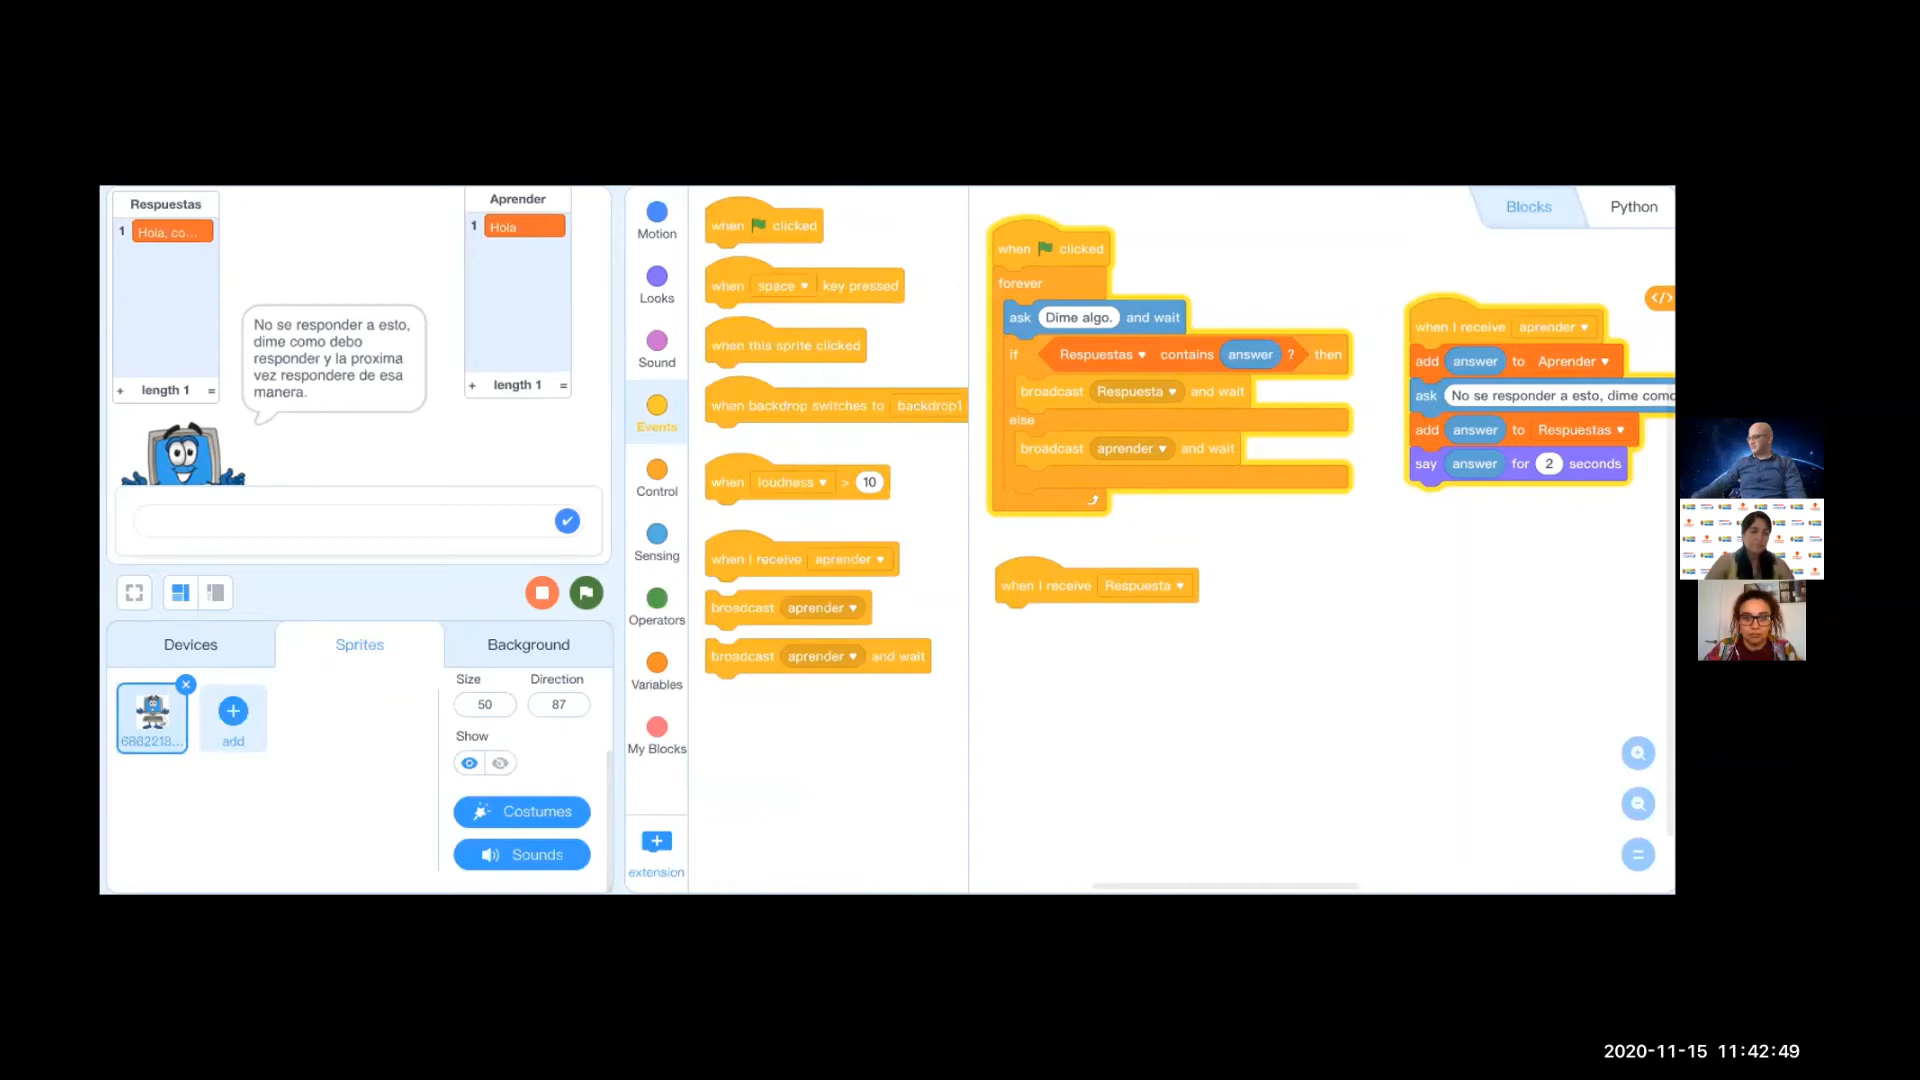 Respuestas
1 Hola, co...
+ length 1 =
Aprender
1 Hola
+ length 1 =
No se responder a esto,
dime como debo
responder y la proxima
vez respondere de esa
manera.
Devices
Sprites
Background
6862218...
add
Size
Direction
50
87
Show
Costumes
Sounds
Motion
Looks
Sound
Events
Control
Sensing
Operators
Variables
My Blocks
extension
when clicked
when space key pressed
when this sprite clicked
when backdrop switches to backdrop1
when loudness > 10
when I receive aprender
broadcast aprender
broadcast aprender and wait
Blocks
Python
when clicked
forever
ask Dime algo. and wait
if Respuestas contains answer ? then
broadcast Respuesta and wait
else
broadcast aprender and wait
when I receive Respuesta
</>
when I receive aprender
add answer to Aprender
ask No se responder a esto, dime como
add answer to Respuestas
say answer for 2 seconds
2020-11-15 11:42:49